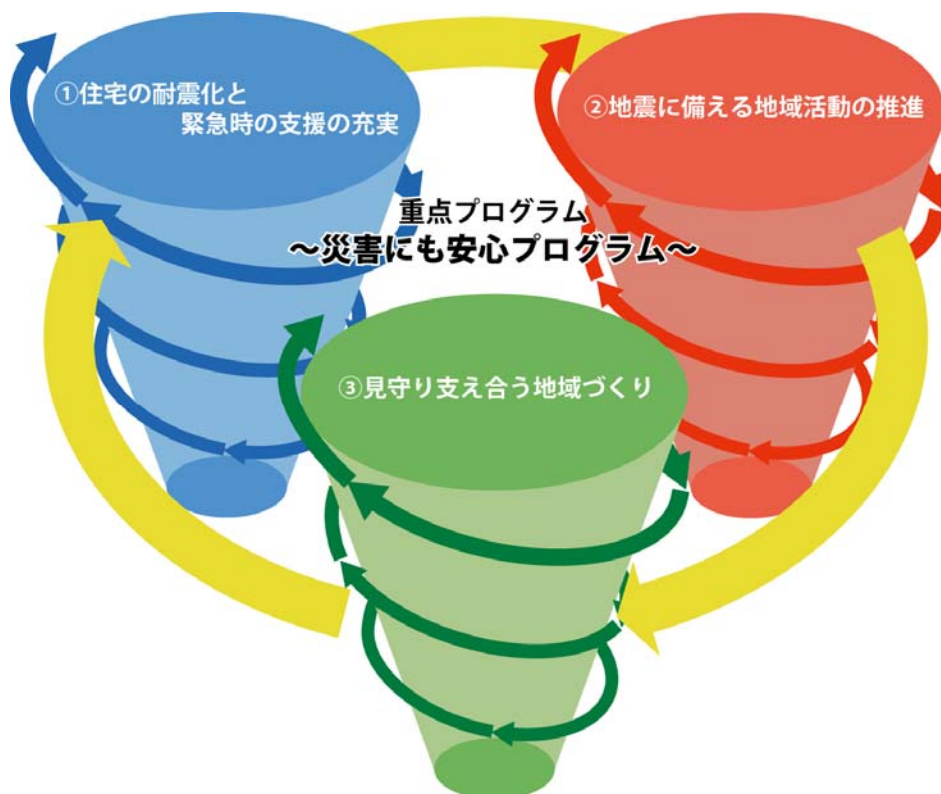 ①住宅の耐震化と
緊急時の支援の充実
②地震に備える地域活動の推進
重点プログラム
～災害にも安心プログラム～
③見守り支え合う地域づくり